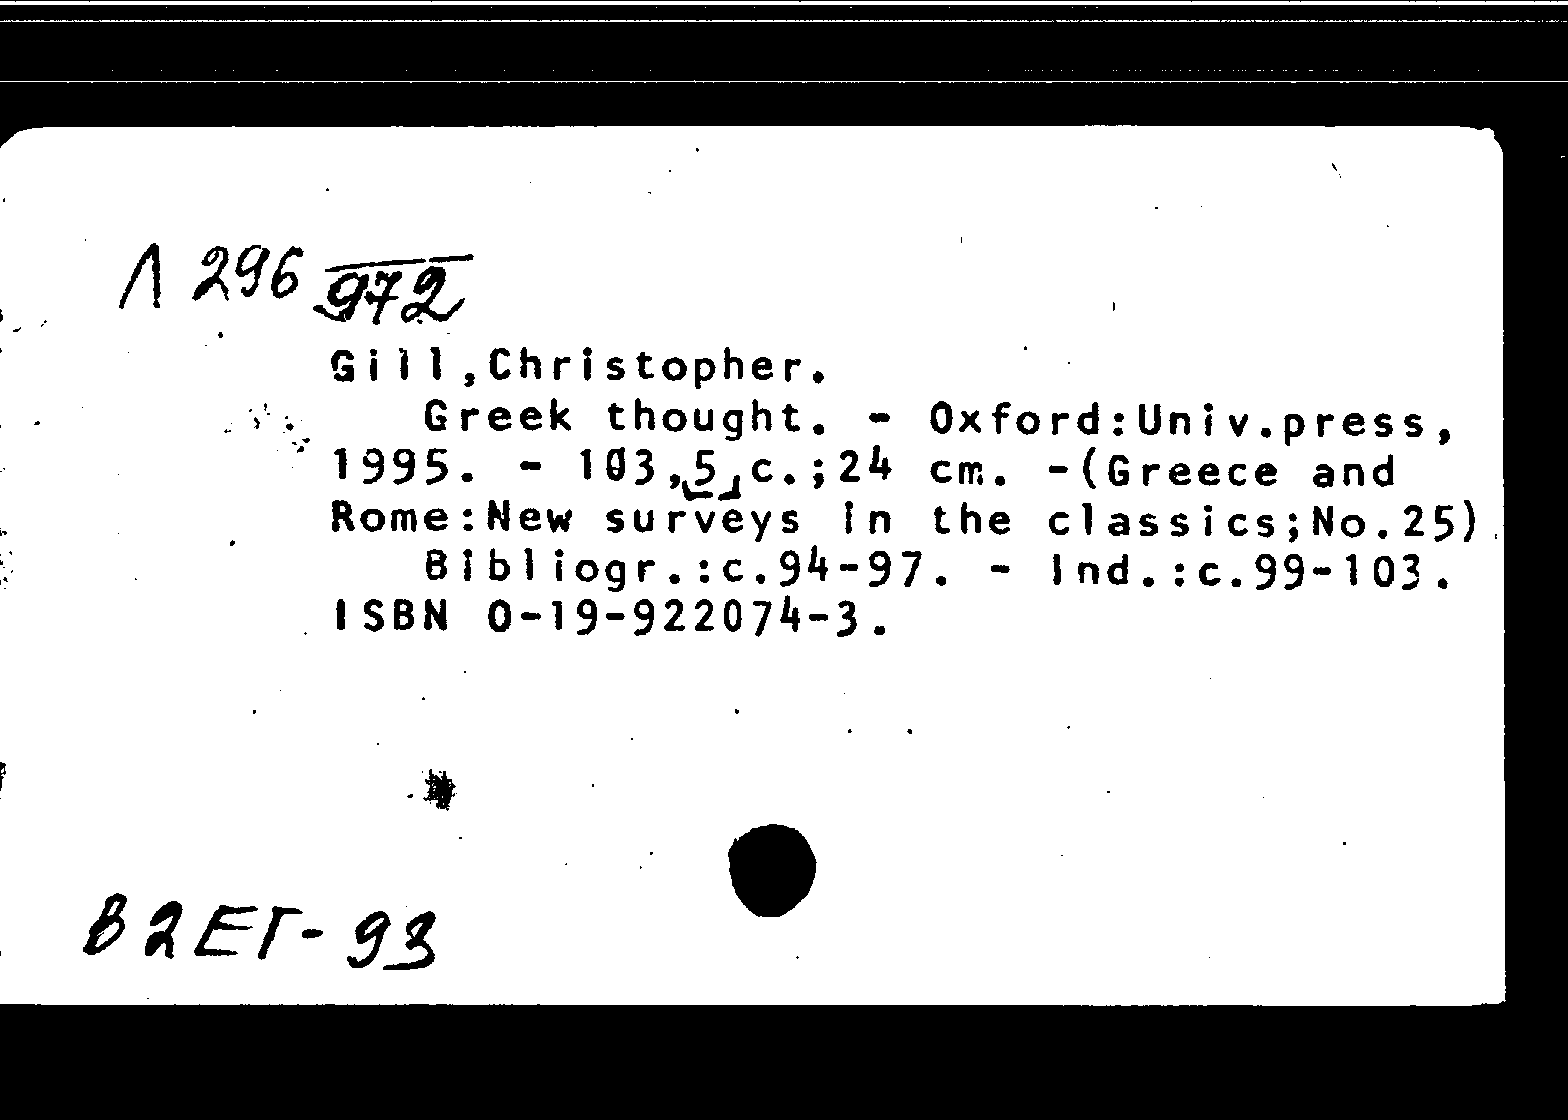 Л 296 972
Gill,Christopher.
Greek thought. - Oxford:Univ.press,
1995. - 103,5 c.;24 cm. -(Greece and
Rome:New surveys in the classics;No.25)
Bibliogr.:c.94-97. - Ind.:c.99-103.
ISBN 0-19-922074-3.
В2ЕГ-93